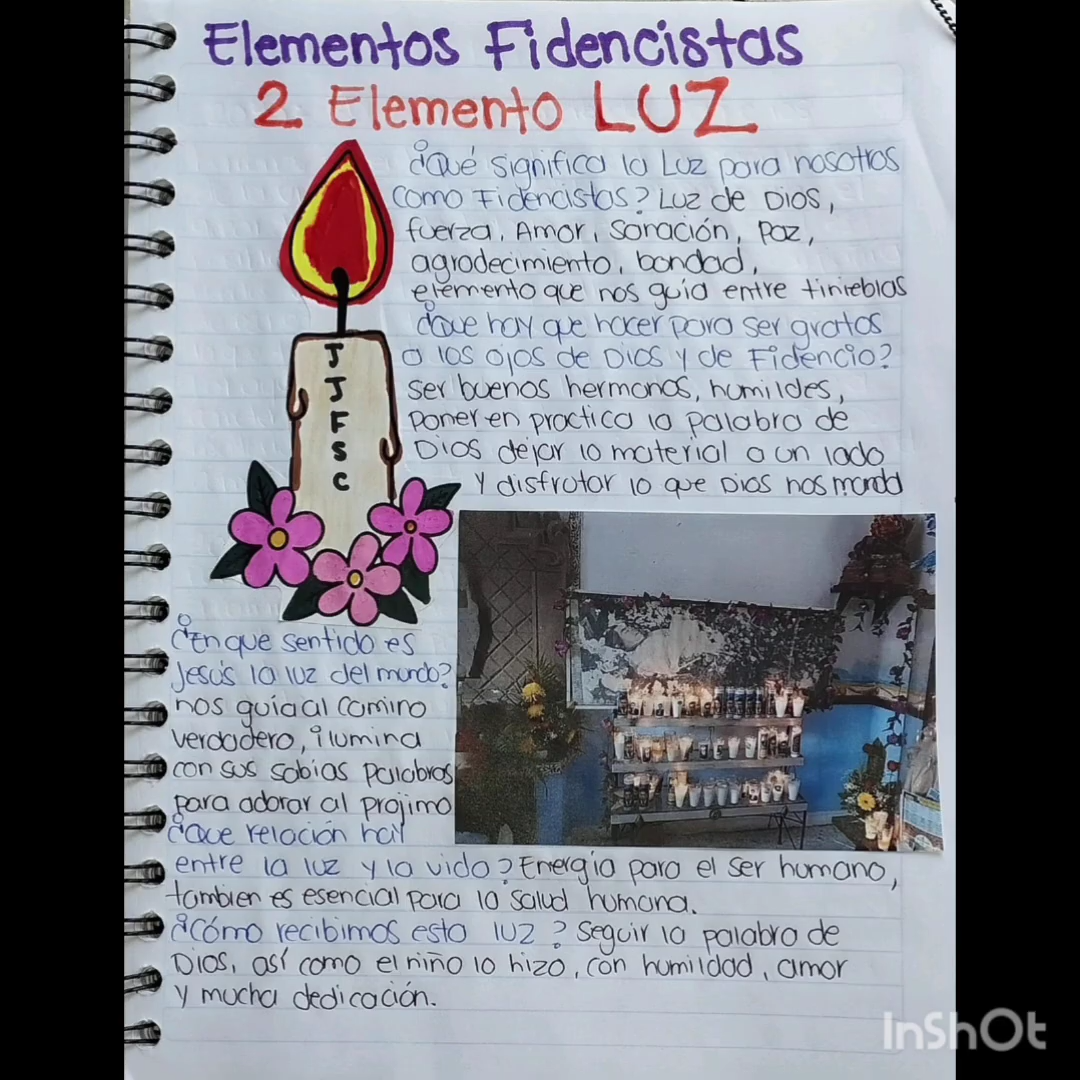 Elementos Fidencistas
2 Elemento LUZ
¿Qué significa la Luz para nosotros
como Fidencistas? Luz de Dios,
fuerza, Amor, Sanación, Paz,
agradecimiento, bondad,
elemento que nos guía entre tinieblas
¿Que hay que hacer para ser gratos
a los ojos de Dios y de Fidencio?
ser buenos hermanos, humildes,
poner en practica la palabra de
Dios dejar lo material a un lado
y disfrutar lo que Dios nos manda
J
J
F
S
C
¿En que sentido es
Jesús la luz del mundo?
nos guía al camino
verdadero, ilumina
con sus sabias palabras
para adorar al projimo
¿Que relación hay
entre la luz y la vida? Energía para el ser humano,
tambien es esencial para la salud humana.
¿Cómo recibimos esta luz? Seguir la palabra de
Dios, así como el niño lo hizo, con humildad, amor
y mucha dedicación.
InShOt